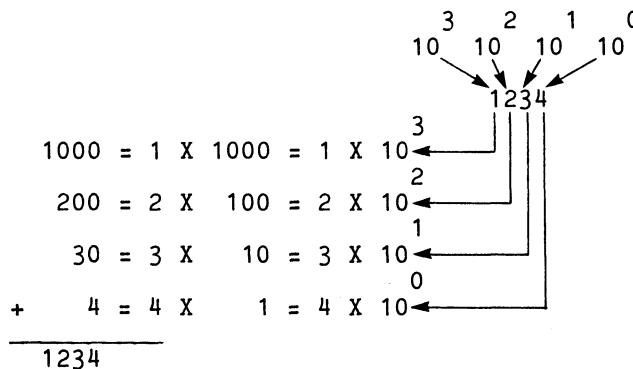 3 2 1 0
10 10 10 10
1234
3
1000 = 1 X 1000 = 1 X 10
2
200 = 2 X 100 = 2 X 10
1
30 = 3 X 10 = 3 X 10
0
+ 4 = 4 X 1 = 4 X 10
1234